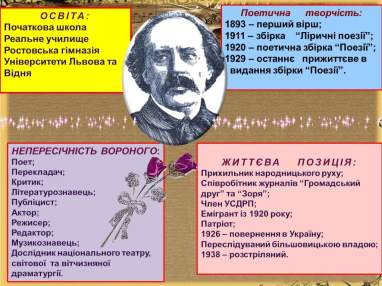 О С В І Т А :
Початкова школа
Реальне училище
Ростовська гімназія
Університети Львова та
Відня
Поетична творчість:
1893 – перший вірш;
1911 – збірка “Ліричні поезії”;
1920 – поетична збірка “Поезії”;
1929 – останнє прижиттєве в
видання збірки “Поезії”.
НЕПЕРЕСІЧНІСТЬ ВОРОНОГО:
Поет;
Перекладач;
Критик;
Літературознавець;
Публіцист;
Актор;
Режисер;
Редактор;
Музикознавець;
Дослідник національного театру,
світової та вітчизняної
драматургії.
Ж И Т Т Є В А П О З И Ц І Я :
Прихильник народницького руху;
Співробітник журналів “Громадський
друг” та “Зоря”;
Член УСДРП;
Емігрант із 1920 року;
Патріот;
1926 – повернення в Україну;
Переслідуваний більшовицькою владою;
1938 – розстріляний.